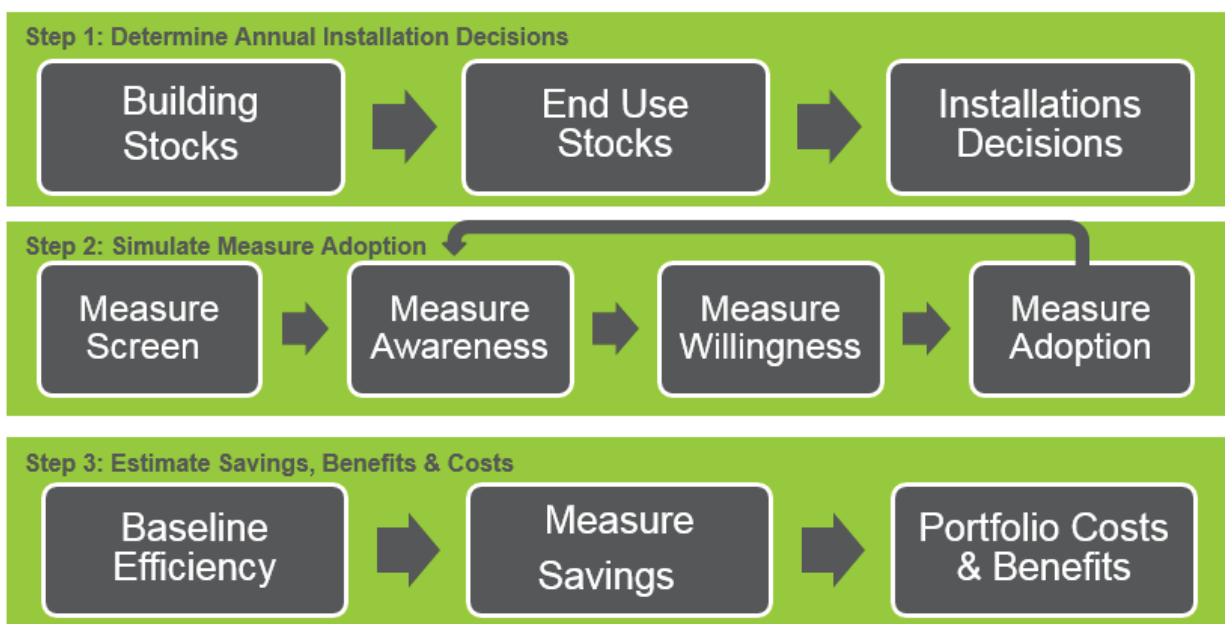 Step 1: Determine Annual Installation Decisions
Building
Stocks
End Use
Stocks
Installations
Decisions
Step 2: Simulate Measure Adoption
Measure
Screen
Measure
Awareness
Measure
Willingness
Measure
Adoption
Step 3: Estimate Savings, Benefits & Costs
Baseline
Efficiency
Measure
Savings
Portfolio Costs
& Benefits